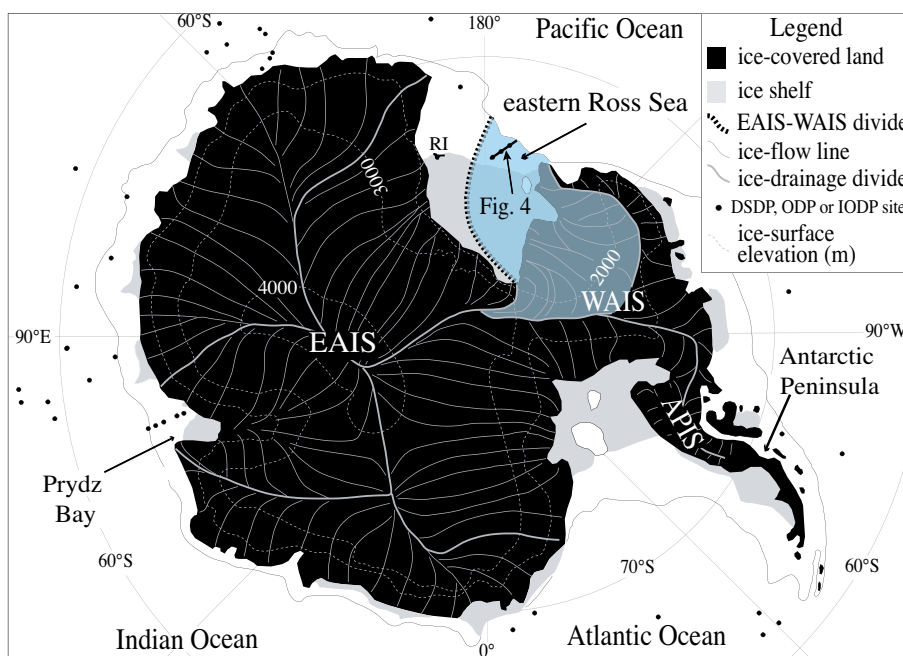 60°S
180°
Pacific Ocean
Legend
ice-covered land
ice shelf
EAIS-WAIS divide
ice-flow line
ice-drainage divide
DSDP, ODP or IODP site
ice-surface
elevation (m)
eastern Ross Sea
RI
3000
Fig. 4
2000
4000
WAIS
EAIS
90°E
90°W
Antarctic
Peninsula
APIS
Prydz
Bay
60°S
70°S
60°S
Indian Ocean
0°
Atlantic Ocean